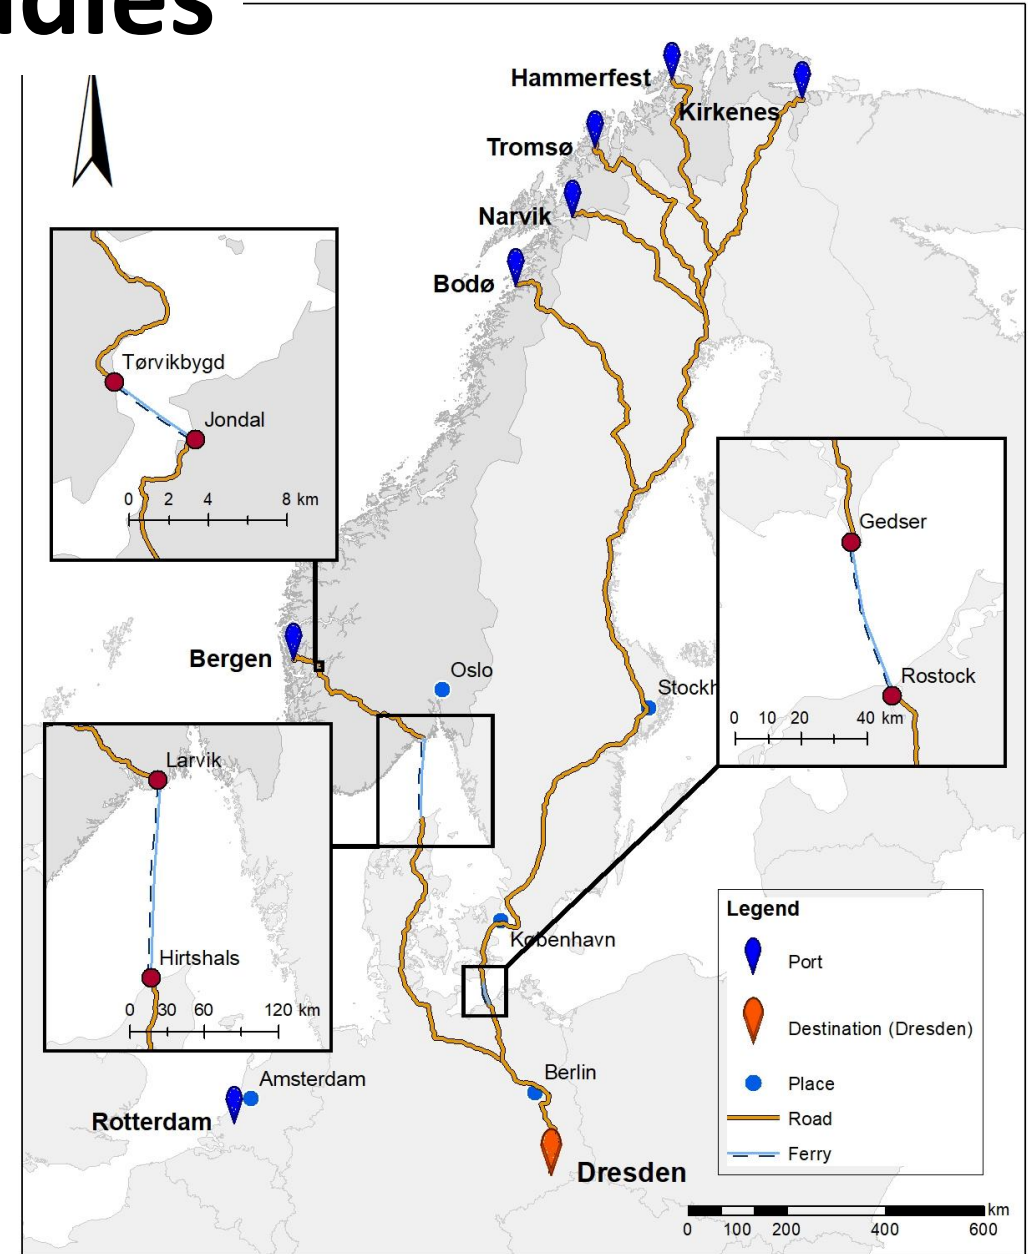 Hammerfest
Kirkenes
Tromsø
Narvik
Bodø
Tørvikbygd
Jondal
0 2 4 8 km
Gedser
Rostock
0 10 20 40 km
Bergen
Oslo
Stockh
Larvik
Hirtshals
0 30 60 120 km
København
Amsterdam
Rotterdam
Berlin
Dresden
Legend
Port
Destination (Dresden)
Place
Road
Ferry
km
0 100 200 400 600